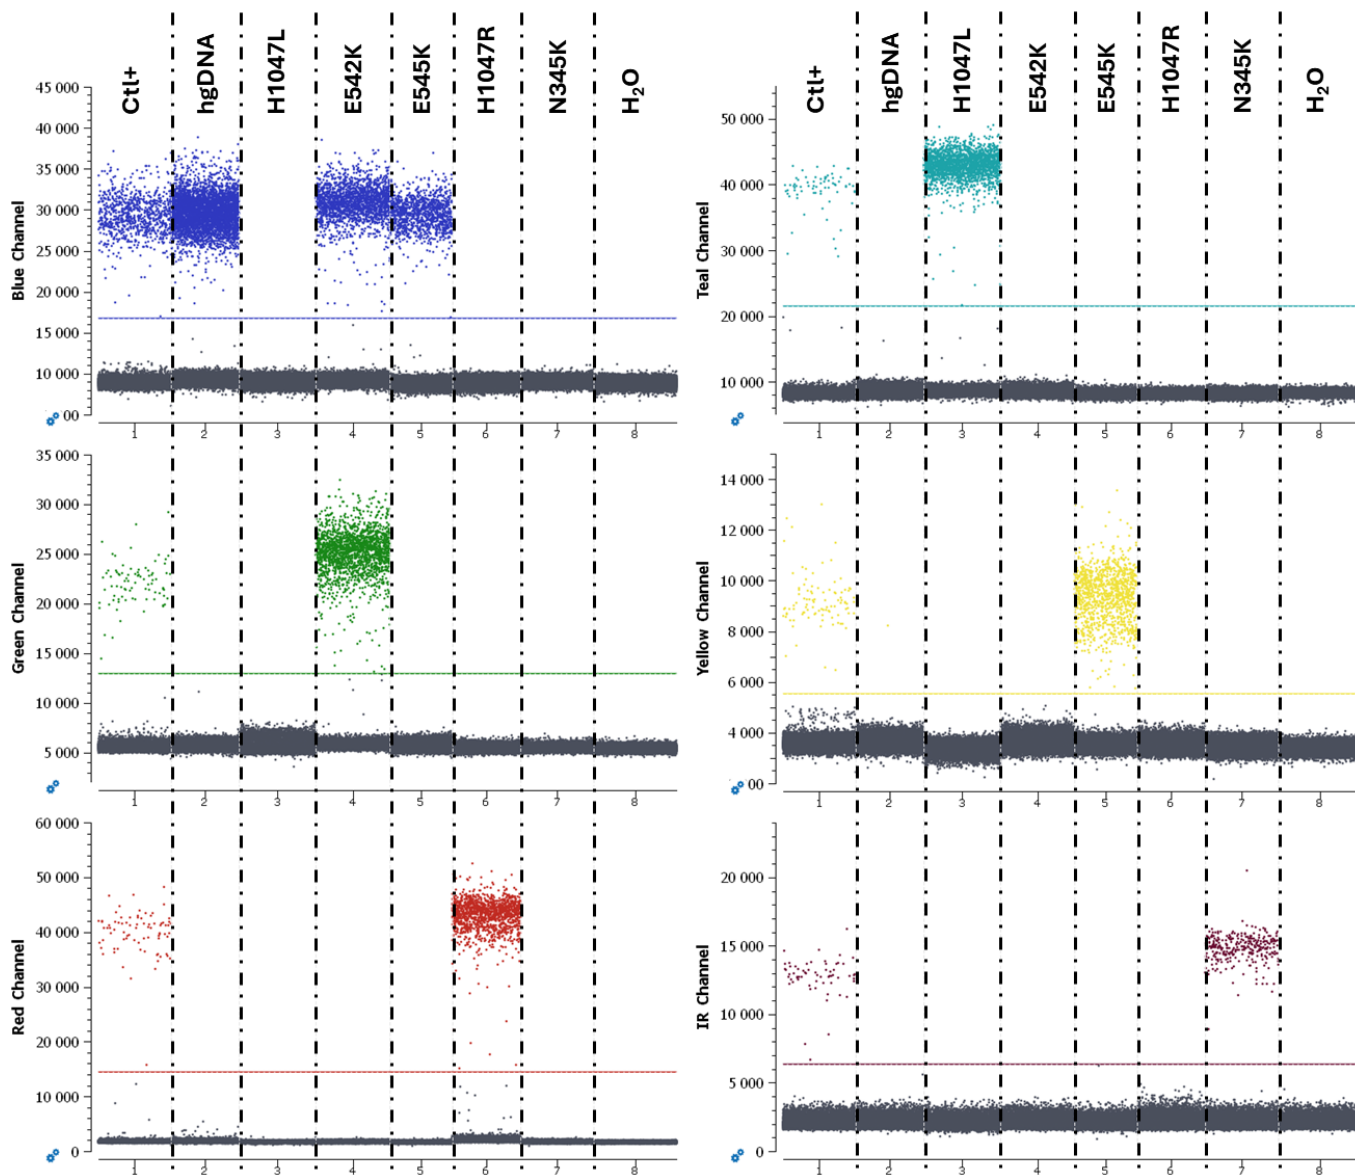 Ctl+ hgDNA H1047L E542K E545K H1047R N345K H2O
Blue Channel
45 000
40 000
35 000
30 000
25 000
20 000
15 000
10 000
00
1 2 3 4 5 6 7 8
Ctl+ hgDNA H1047L E542K E545K H1047R N345K H2O
Teal Channel
50 000
40 000
30 000
20 000
10 000
1 2 3 4 5 6 7 8
Green Channel
35 000
30 000
25 000
20 000
15 000
10 000
5 000
1 2 3 4 5 6 7 8
Yellow Channel
14 000
12 000
10 000
8 000
6 000
4 000
00
1 2 3 4 5 6 7 8
Red Channel
60 000
50 000
40 000
30 000
20 000
10 000
0
1 2 3 4 5 6 7 8
IR Channel
20 000
15 000
10 000
5 000
0
1 2 3 4 5 6 7 8